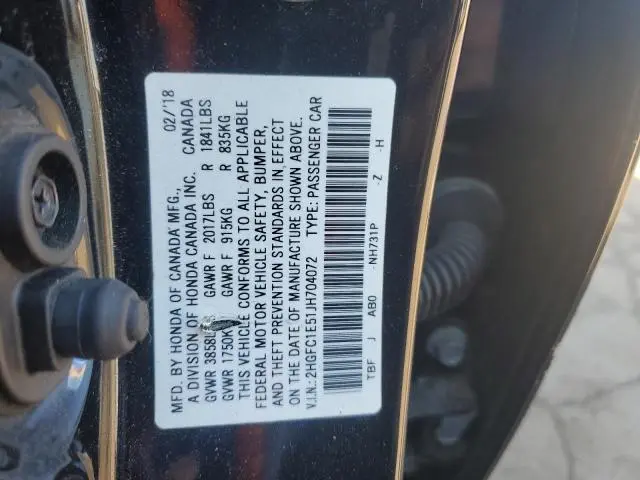 MFD. BY HONDA OF CANADA MFG., 02/'18
A DIVISION OF HONDA CANADA INC. CANADA
GVWR 3858LBS GAWR F 2017LBS R 1841LBS
GVWR 1750KG GAWR F 915KG R 835KG
THIS VEHICLE CONFORMS TO ALL APPLICABLE
FEDERAL MOTOR VEHICLE SAFETY, BUMPER,
AND THEFT PREVENTION STANDARDS IN EFFECT
ON THE DATE OF MANUFACTURE SHOWN ABOVE.
V.I.N.: 2HGFC1E51JH704072 TYPE: PASSENGER CAR
TBF J AB0 -NH731P -Z -H